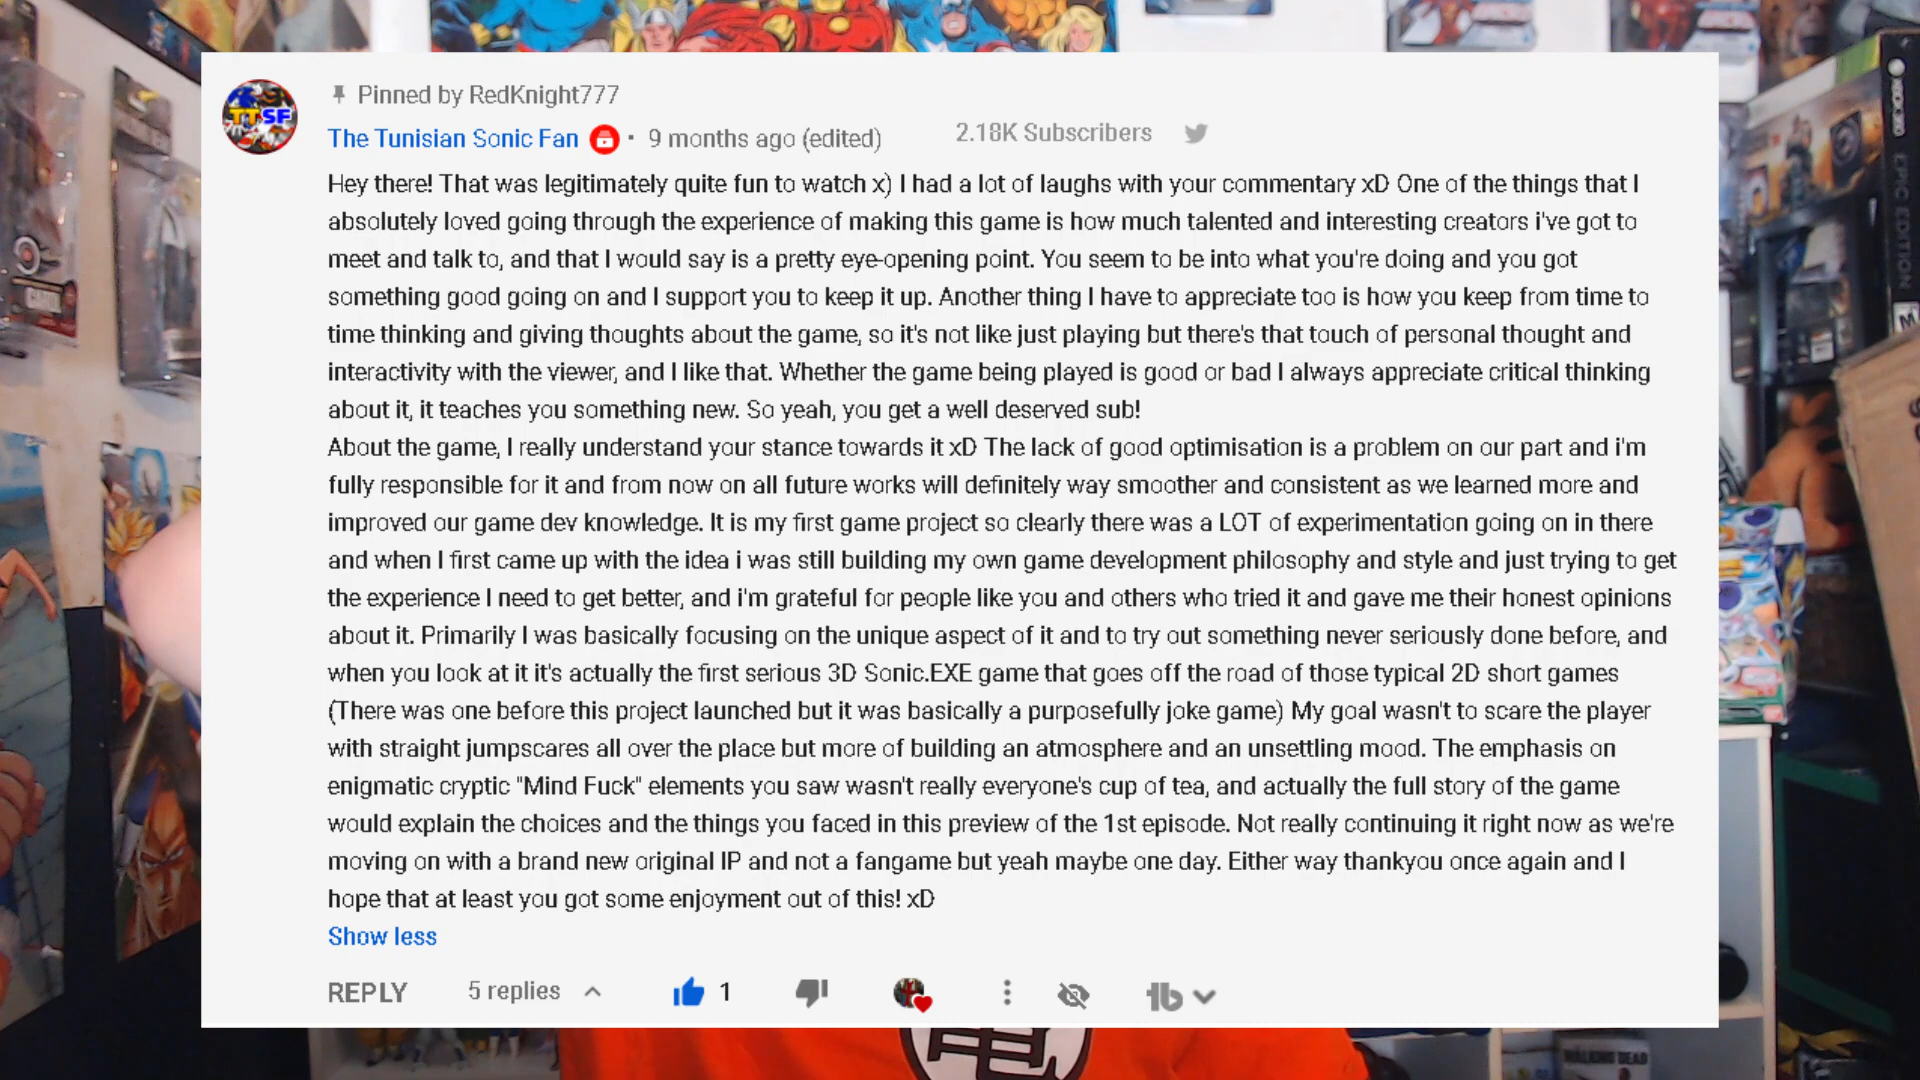 Pinned by RedKnight777
The Tunisian Sonic Fan · 9 months ago (edited) 2.18K Subscribers
TTSF
Hey there! That was legitimately quite fun to watch x) I had a lot of laughs with your commentary xD One of the things that I
absolutely loved going through the experience of making this game is how much talented and interesting creators i've got to
meet and talk to, and that I would say is a pretty eye-opening point. You seem to be into what you're doing and you got
something good going on and I support you to keep it up. Another thing I have to appreciate too is how you keep from time to
time thinking and giving thoughts about the game, so it's not like just playing but there's that touch of personal thought and
interactivity with the viewer, and I like that. Whether the game being played is good or bad I always appreciate critical thinking
about it, it teaches you something new. So yeah, you get a well deserved sub!
About the game, I really understand your stance towards it xD The lack of good optimisation is a problem on our part and i'm
fully responsible for it and from now on all future works will definitely way smoother and consistent as we learned more and
improved our game dev knowledge. It is my first game project so clearly there was a LOT of experimentation going on in there
and when I first came up with the idea i was still building my own game development philosophy and style and just trying to get
the experience I need to get better, and i'm grateful for people like you and others who tried it and gave me their honest opinions
about it. Primarily I was basically focusing on the unique aspect of it and to try out something never seriously done before, and
when you look at it it's actually the first serious 3D Sonic.EXE game that goes off the road of those typical 2D short games
(There was one before this project launched but it was basically a purposefully joke game) My goal wasn't to scare the player
with straight jumpscares all over the place but more of building an atmosphere and an unsettling mood. The emphasis on
enigmatic cryptic "Mind Fuck" elements you saw wasn't really everyone's cup of tea, and actually the full story of the game
would explain the choices and the things you faced in this preview of the 1st episode. Not really continuing it right now as we're
moving on with a brand new original IP and not a fangame but yeah maybe one day. Either way thankyou once again and I
hope that at least you got some enjoyment out of this! xD
Show less
REPLY 5 replies 1 tb
XBOX 360
EPIC EDITION
M
WALKING DEAD
亀